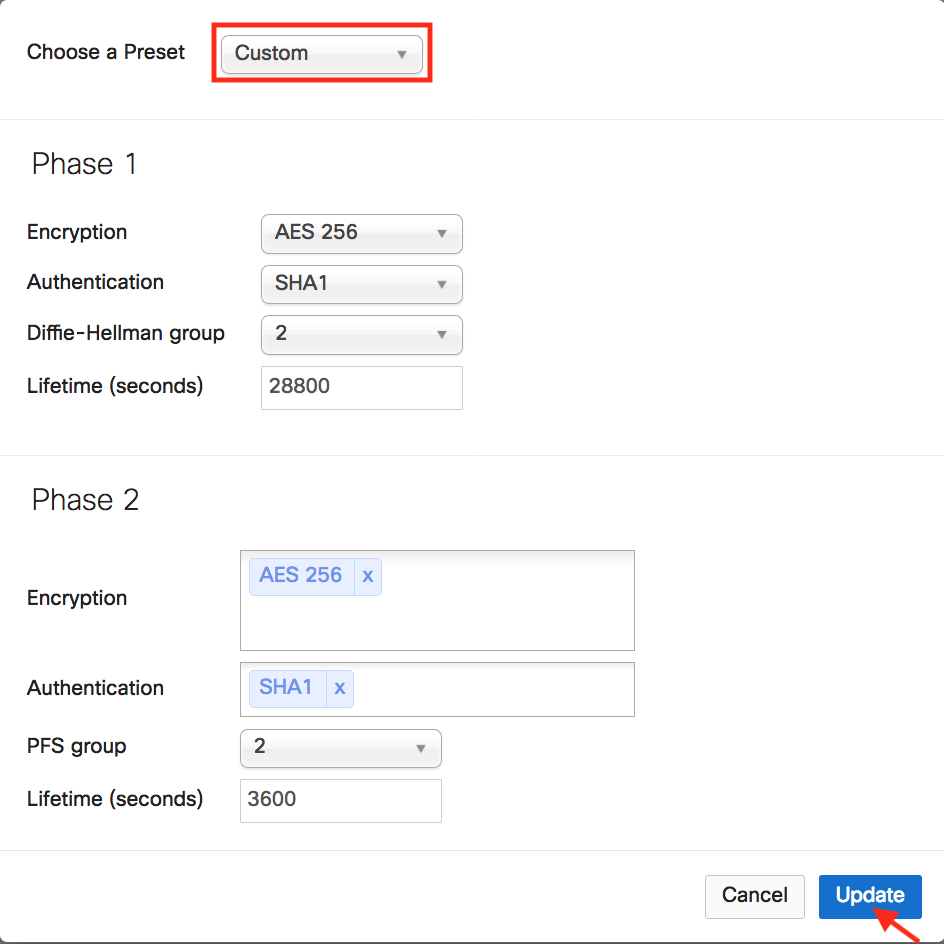 Choose a Preset Custom
Phase 1
Encryption AES 256
Authentication SHA1
Diffie-Hellman group 2
Lifetime (seconds) 28800
Phase 2
Encryption AES 256 x
Authentication SHA1 x
PFS group 2
Lifetime (seconds) 3600
Cancel Update